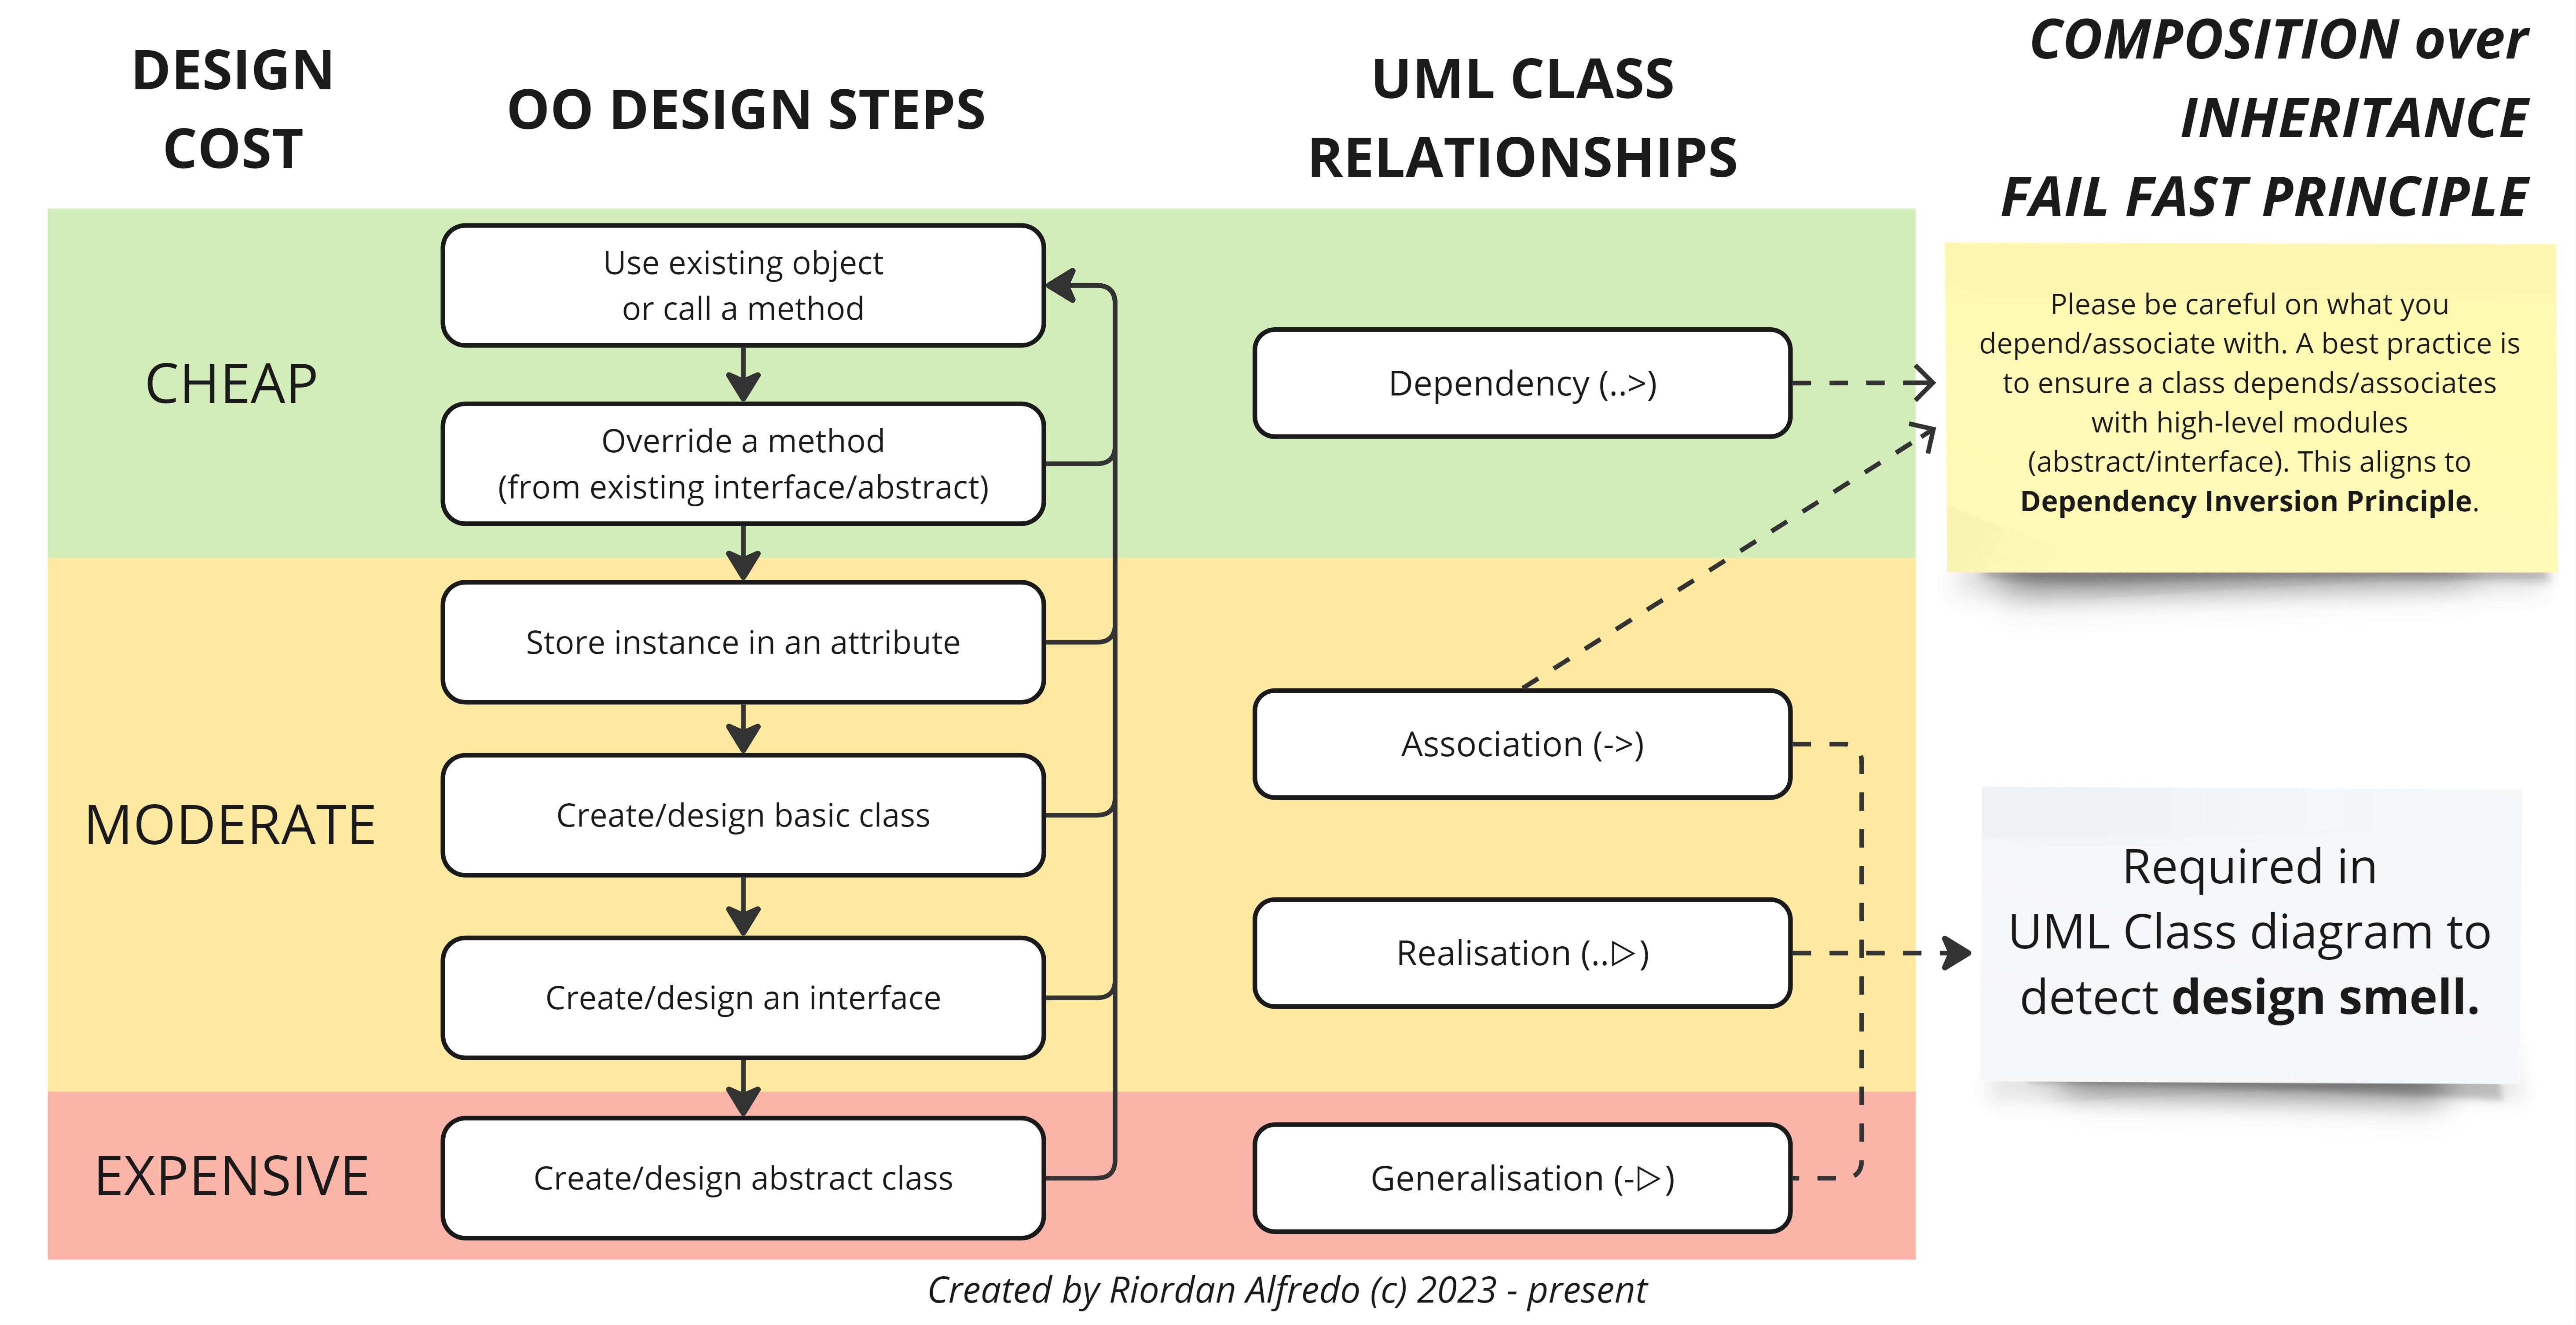 DESIGN
COST
OO DESIGN STEPS
UML CLASS
RELATIONSHIPS
COMPOSITION over
INHERITANCE
FAIL FAST PRINCIPLE
CHEAP
Use existing object
or call a method
Override a method
(from existing interface/abstract)
Dependency (..>)
Please be careful on what you
depend/associate with. A best practice is
to ensure a class depends/associates
with high-level modules
(abstract/interface). This aligns to
Dependency Inversion Principle.
MODERATE
Store instance in an attribute
Create/design basic class
Create/design an interface
Association (->)
Realisation (..▷)
Required in
UML Class diagram to
detect design smell.
EXPENSIVE
Create/design abstract class
Generalisation (-▷)
Created by Riordan Alfredo (c) 2023 - present